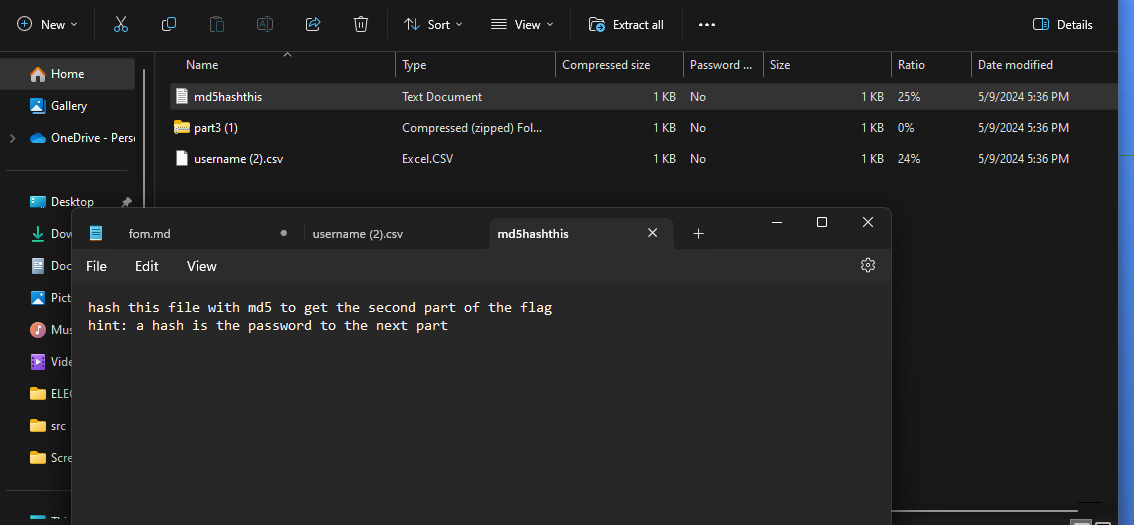 New Sort View Extract all Details
Name Type Compressed size Password ... Size Ratio Date modified
Home
md5hashthis Text Document 1 KB No 1 KB 25% 5/9/2024 5:36 PM
Gallery
part3 (1) Compressed (zipped) Fol... 1 KB No 1 KB 0% 5/9/2024 5:36 PM
OneDrive - Pers
username (2).csv Excel.CSV 1 KB No 1 KB 24% 5/9/2024 5:36 PM
Desktop
Dow
Doc
Pict
Mus
Vide
ELEC
src
Scre
fom.md username (2).csv md5hashthis
File Edit View
hash this file with md5 to get the second part of the flag
hint: a hash is the password to the next part